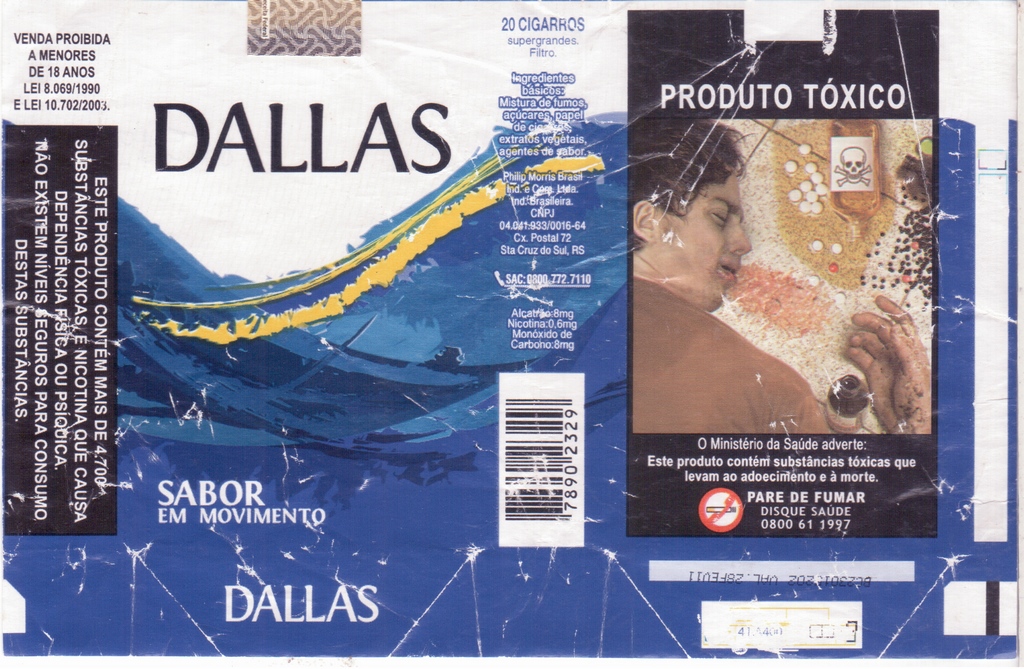 VENDA PROIBIDA
A MENORES
DE 18 ANOS
LEI 8.069/1990
E LEI 10.702/2003.
ESTE PRODUTO CONTÉM MAIS DE 4.700
SUBSTÂNCIAS TÓXICAS, E NICOTINA QUE CAUSA
DEPENDÊNCIA FÍSICA OU PSÍQUICA.
NÃO EXISTEM NÍVEIS SEGUROS PARA CONSUMO
DESTAS SUBSTÂNCIAS.
DALLAS
SABOR
EM MOVIMENTO
DALLAS
20 CIGARROS
supergrandes.
Filtro.
Ingredientes
básicos:
Mistura de fumos,
açúcares, papel
de cigarros,
extratos vegetais,
agentes de sabor.
Philip Morris Brasil
Ind. e Com. Ltda.
Ind. Brasileira.
CNPJ
04.041.933/0016-64
Cx. Postal 72
Sta Cruz do Sul, RS
SAC: 0800 772 7110
Alcatrão:8mg
Nicotina:0,6mg
Monóxido de
Carbono:8mg
78902329
PRODUTO TÓXICO
O Ministério da Saúde adverte:
Este produto contém substâncias tóxicas que
levam ao adoecimento e à morte.
PARE DE FUMAR
DISQUE SAÚDE
0800 61 1997
VAL. 28FEV11